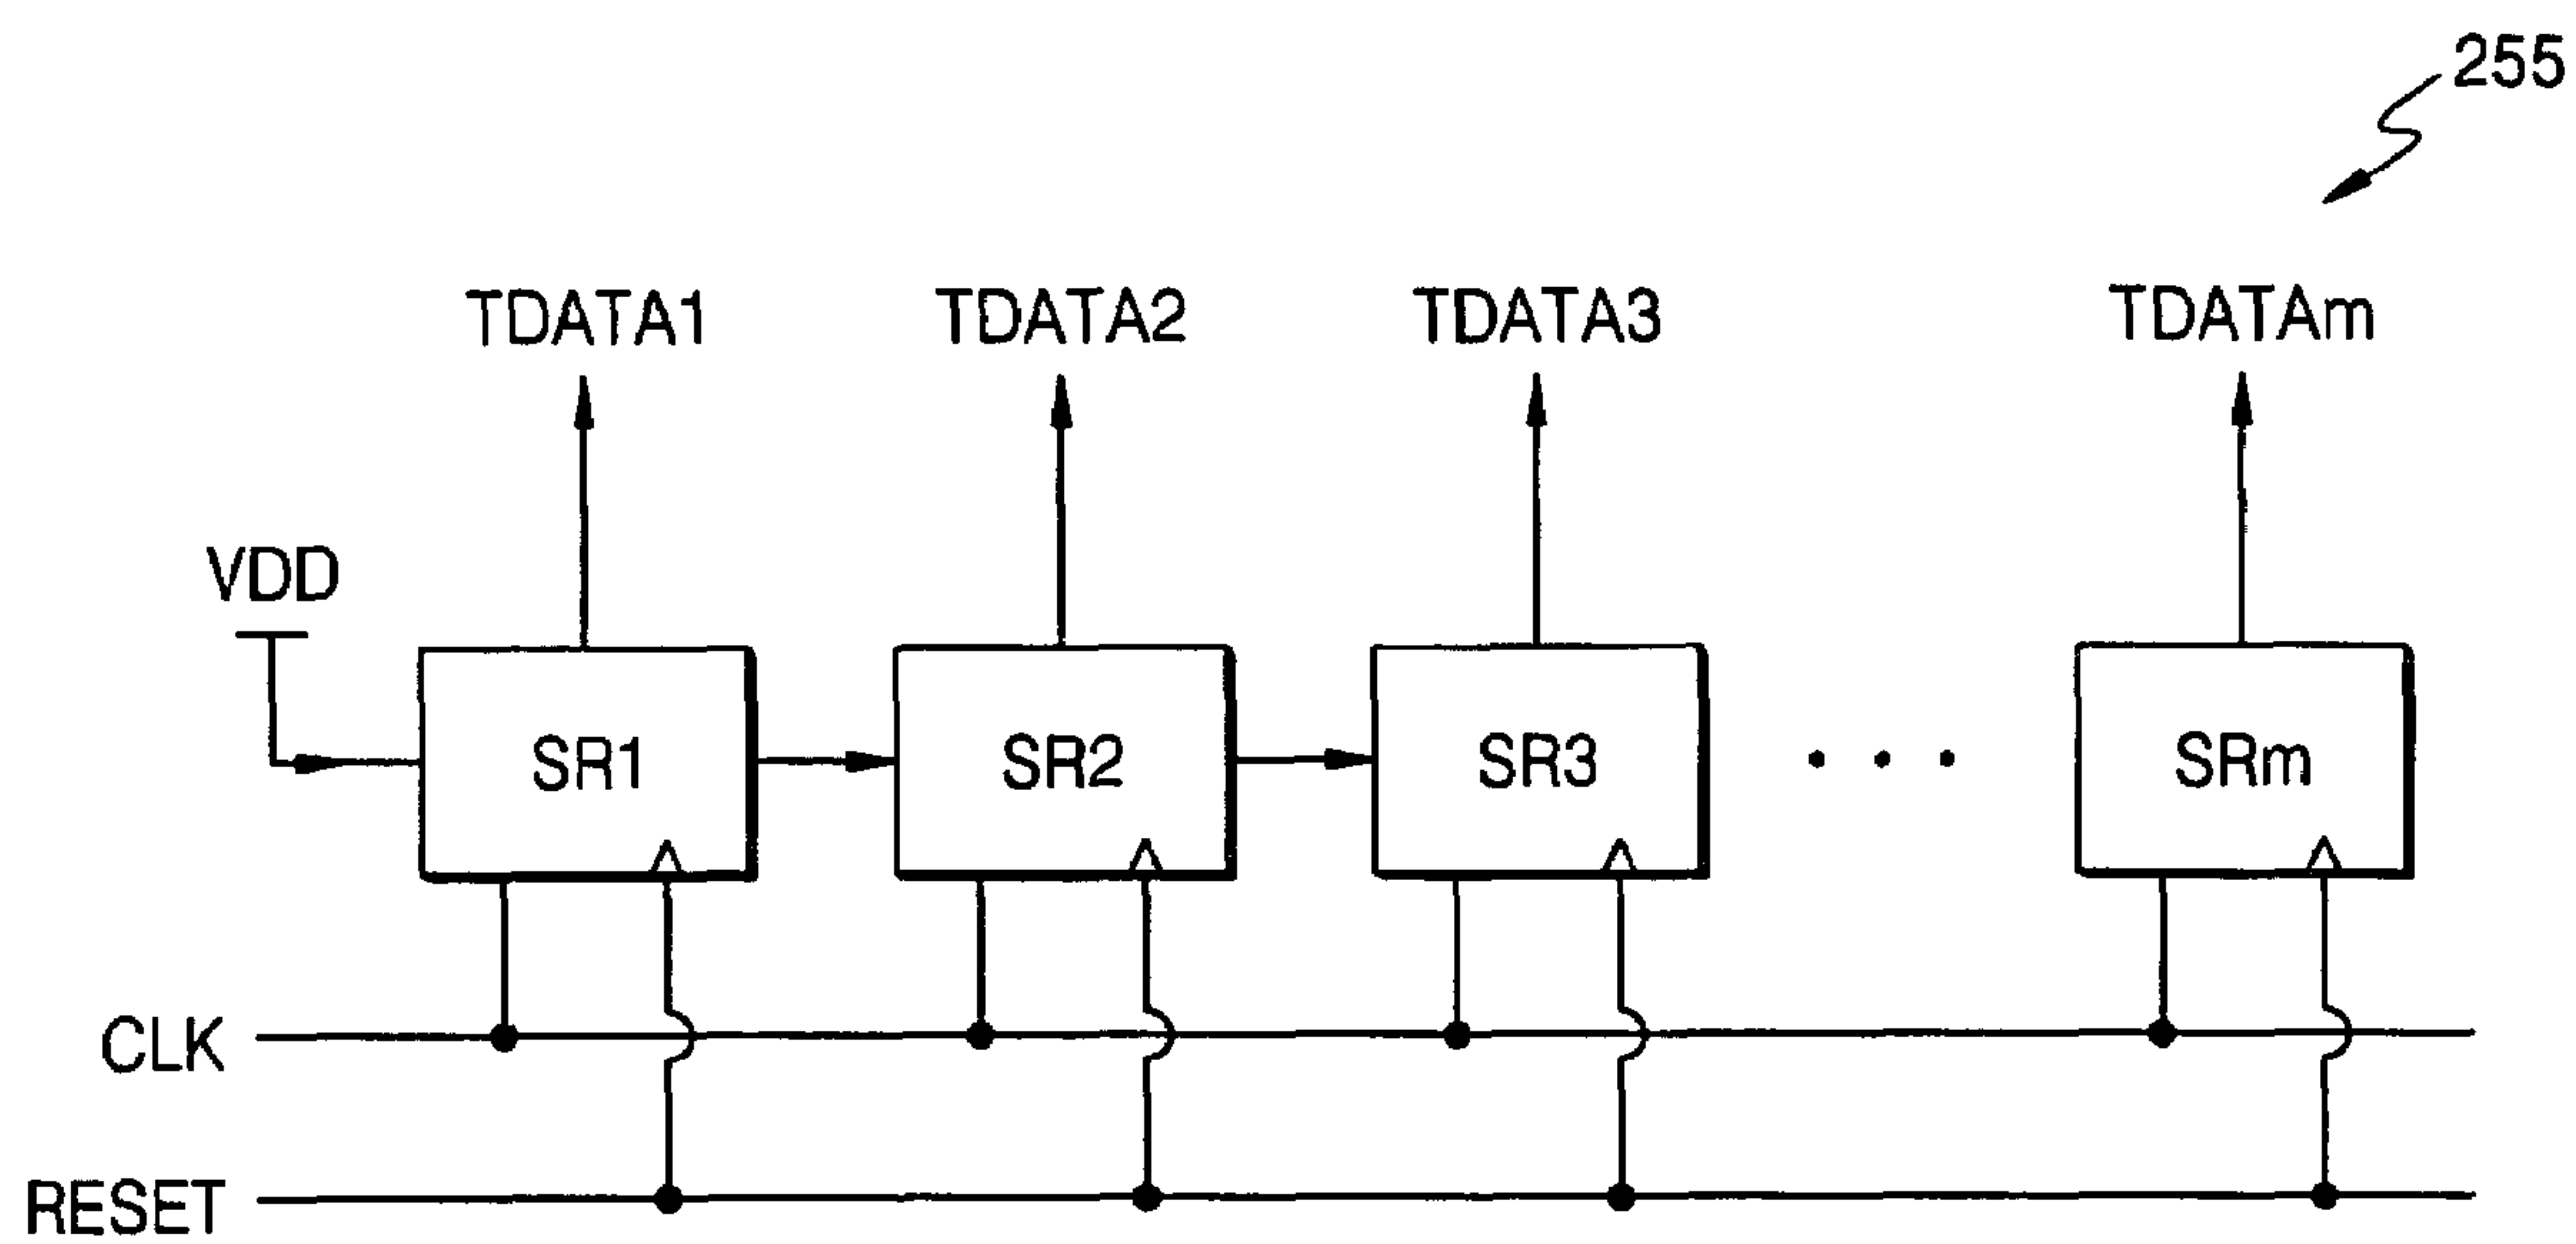 255
TDATA1 TDATA2 TDATA3 TDATAm
VDD
SR1 SR2 SR3 . . . SRm
CLK
RESET